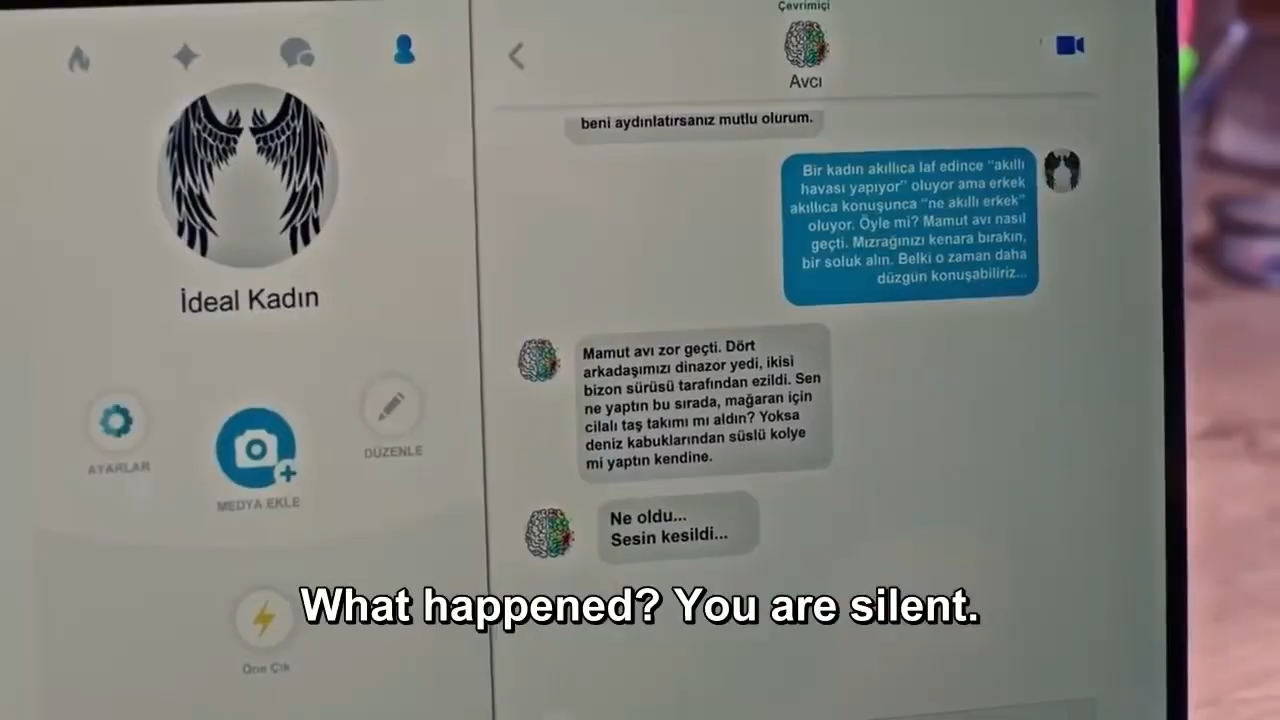 İdeal Kadın
AYARLAR
MEDYA EKLE
DÜZENLE
Öne Çık
Çevrimiçi
Avcı
beni aydınlatırsanız mutlu olurum.
Bir kadın akıllıca laf edince "akıllı
havası yapıyor" oluyor ama erkek
akıllıca konuşunca "ne akıllı erkek"
oluyor. Öyle mi? Mamut avı nasıl
geçti. Mızrağınızı kenara bırakın,
bir soluk alın. Belki o zaman daha
düzgün konuşabiliriz...
Mamut avı zor geçti. Dört
arkadaşımızı dinazor yedi, ikisi
bizon sürüsü tarafından ezildi. Sen
ne yaptın bu sırada, mağaran için
cilalı taş takımı mı aldın? Yoksa
deniz kabuklarından süslü kolye
mi yaptın kendine.
Ne oldu...
Sesin kesildi...
What happened? You are silent.